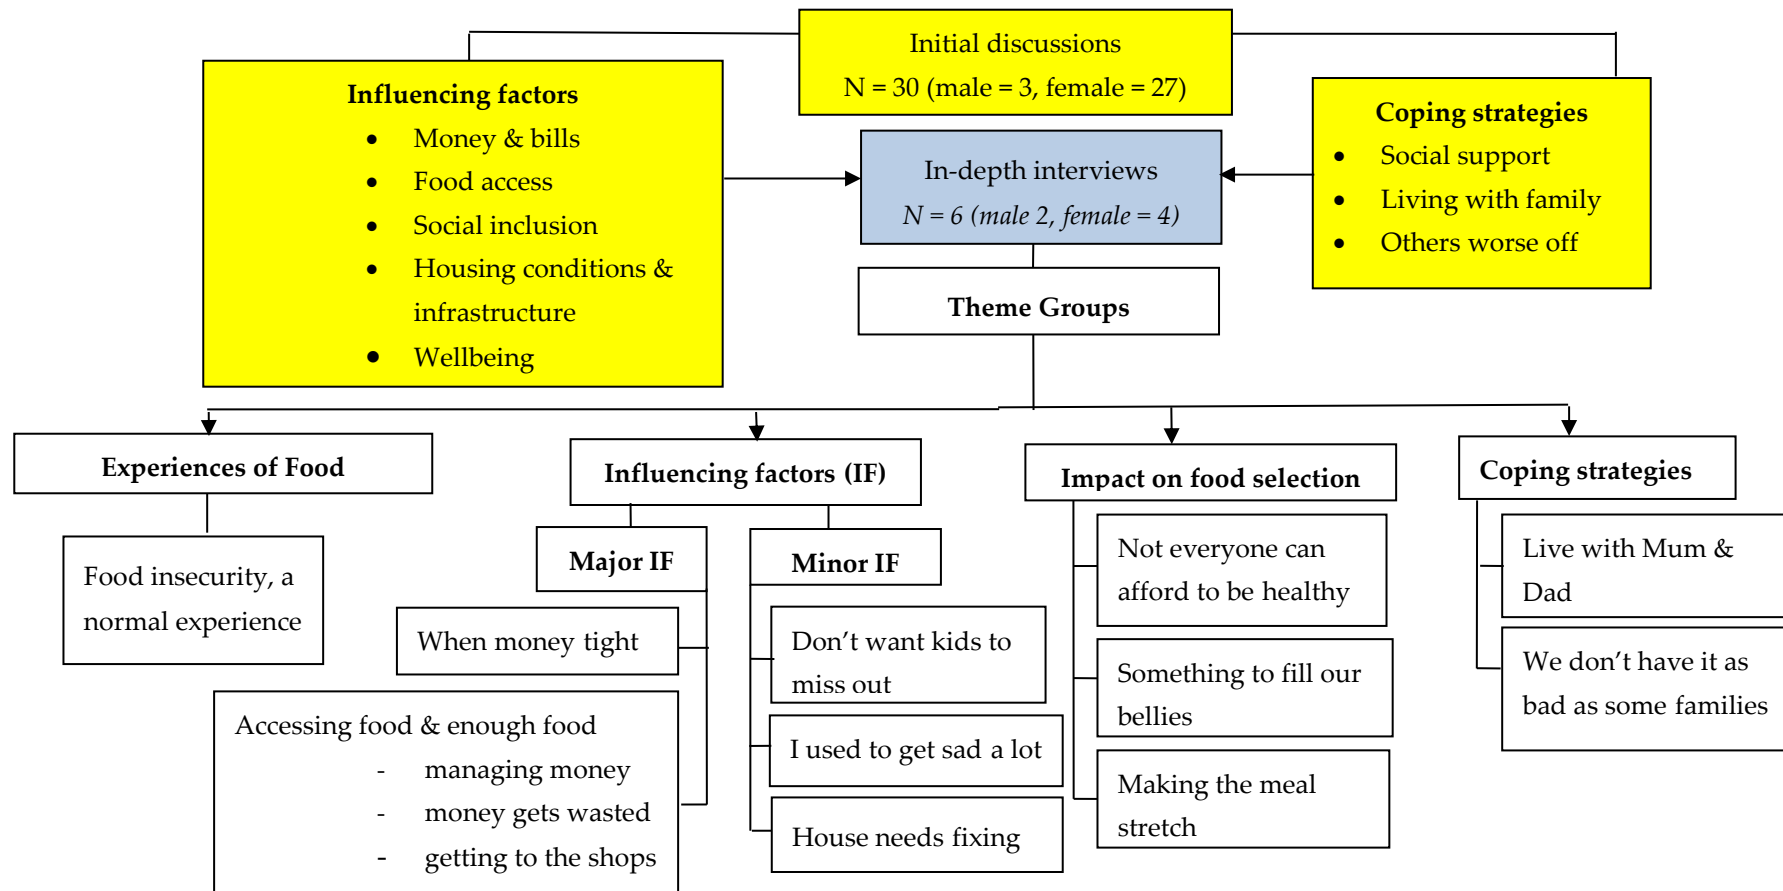 Initial discussions
N = 30 (male = 3, female = 27)
Influencing factors
• Money & bills
• Food access
• Social inclusion
• Housing conditions &
infrastructure
• Wellbeing
Coping strategies
• Social support
• Living with family
• Others worse off
In-depth interviews
N = 6 (male 2, female = 4)
Theme Groups
Experiences of Food
Food insecurity, a
normal experience
Influencing factors (IF)
Major IF
When money tight
Accessing food & enough food
- managing money
- money gets wasted
- getting to the shops
Minor IF
Don’t want kids to
miss out
I used to get sad a lot
House needs fixing
Impact on food selection
Not everyone can
afford to be healthy
Something to fill our
bellies
Making the meal
stretch
Coping strategies
Live with Mum &
Dad
We don’t have it as
bad as some families